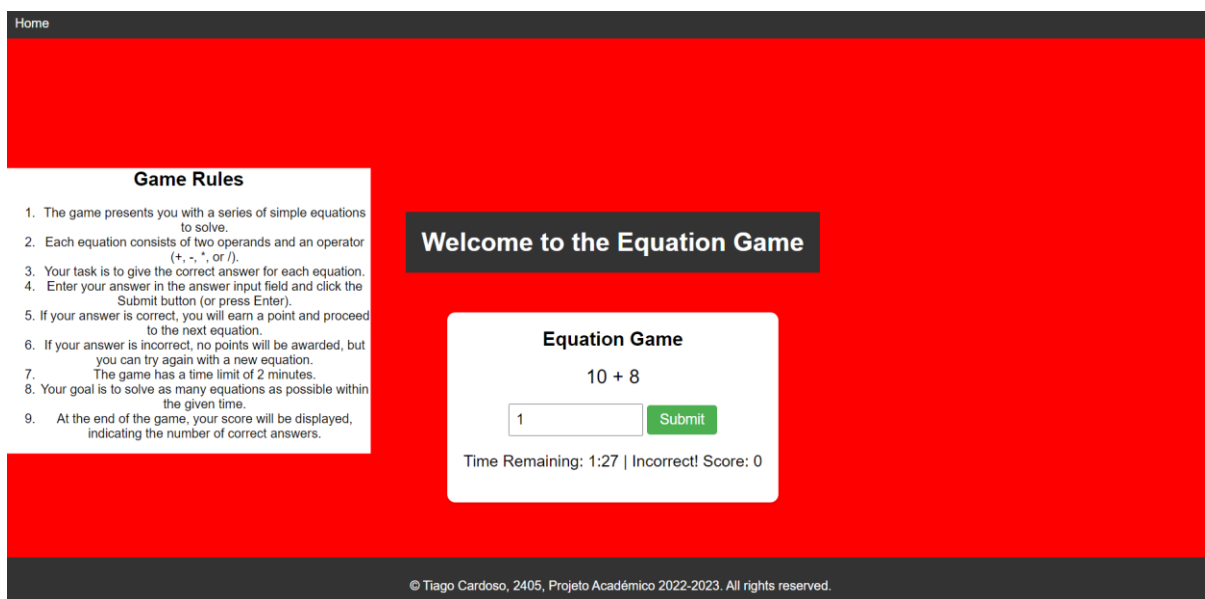 Home
Game Rules
1. The game presents you with a series of simple equations
to solve.
2. Each equation consists of two operands and an operator
(+, -, *, or /).
3. Your task is to give the correct answer for each equation.
4. Enter your answer in the answer input field and click the
Submit button (or press Enter).
5. If your answer is correct, you will earn a point and proceed
to the next equation.
6. If your answer is incorrect, no points will be awarded, but
you can try again with a new equation.
7. The game has a time limit of 2 minutes.
8. Your goal is to solve as many equations as possible within
the given time.
9. At the end of the game, your score will be displayed,
indicating the number of correct answers.
Welcome to the Equation Game
Equation Game
10 + 8
1 Submit
Time Remaining: 1:27 | Incorrect! Score: 0
© Tiago Cardoso, 2405, Projeto Académico 2022-2023. All rights reserved.